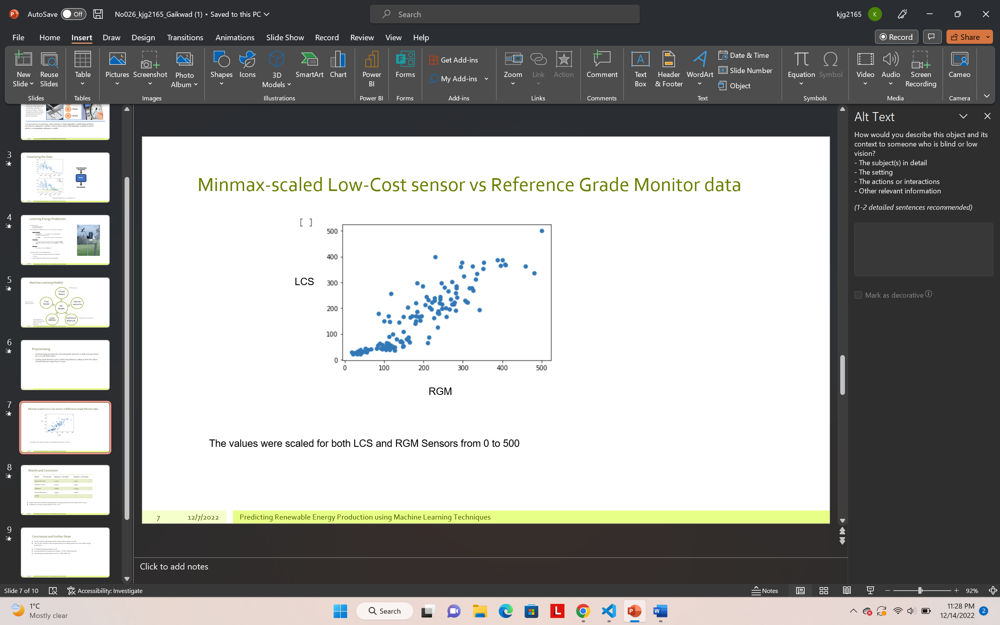 AutoSave Off No026_kjg2165_Gaikwad (1) • Saved to this PC
Search
kjg2165 K
File Home Insert Draw Design Transitions Animations Slide Show Record Review View Help
Record Share
New Slide
Reuse Slides
Slides
Table
Tables
Pictures
Screenshot
Photo Album
Images
Shapes
Icons
3D Models
SmartArt
Chart
Illustrations
Power BI
Power BI
Forms
Forms
Get Add-ins
My Add-ins
Add-ins
Zoom
Link
Action
Links
Comment
Comments
Text Box
Header & Footer
WordArt
Date & Time
Slide Number
Object
Text
Equation
Symbol
Symbols
Video
Audio
Screen Recording
Media
Cameo
Camera
3
Visualizing the Data
4
Learning Energy Production
5
Machine Learning Models
Cluster Based
Tree Based
Neural networks
ML Models
Linear Methods
Statistical Methods
6
Preprocessing
7
Minmax-scaled Low-Cost sensor vs Reference Grade Monitor data
8
Results and Conclusion
9
Conclusions and Further Steps
Minmax-scaled Low-Cost sensor vs Reference Grade Monitor data
[ ]
500
400
LCS
300
200
100
0
0 100 200 300 400 500
RGM
The values were scaled for both LCS and RGM Sensors from 0 to 500
7 12/7/2022 Predicting Renewable Energy Production using Machine Learning Techniques
Click to add notes
Alt Text
How would you describe this object and its
context to someone who is blind or low
vision?
- The subject(s) in detail
- The setting
- The actions or interactions
- Other relevant information
(1-2 detailed sentences recommended)
Mark as decorative
Slide 7 of 10 Accessibility: Investigate Notes 92%
1°C
Mostly clear
Search
11:28 PM
12/14/2022
2